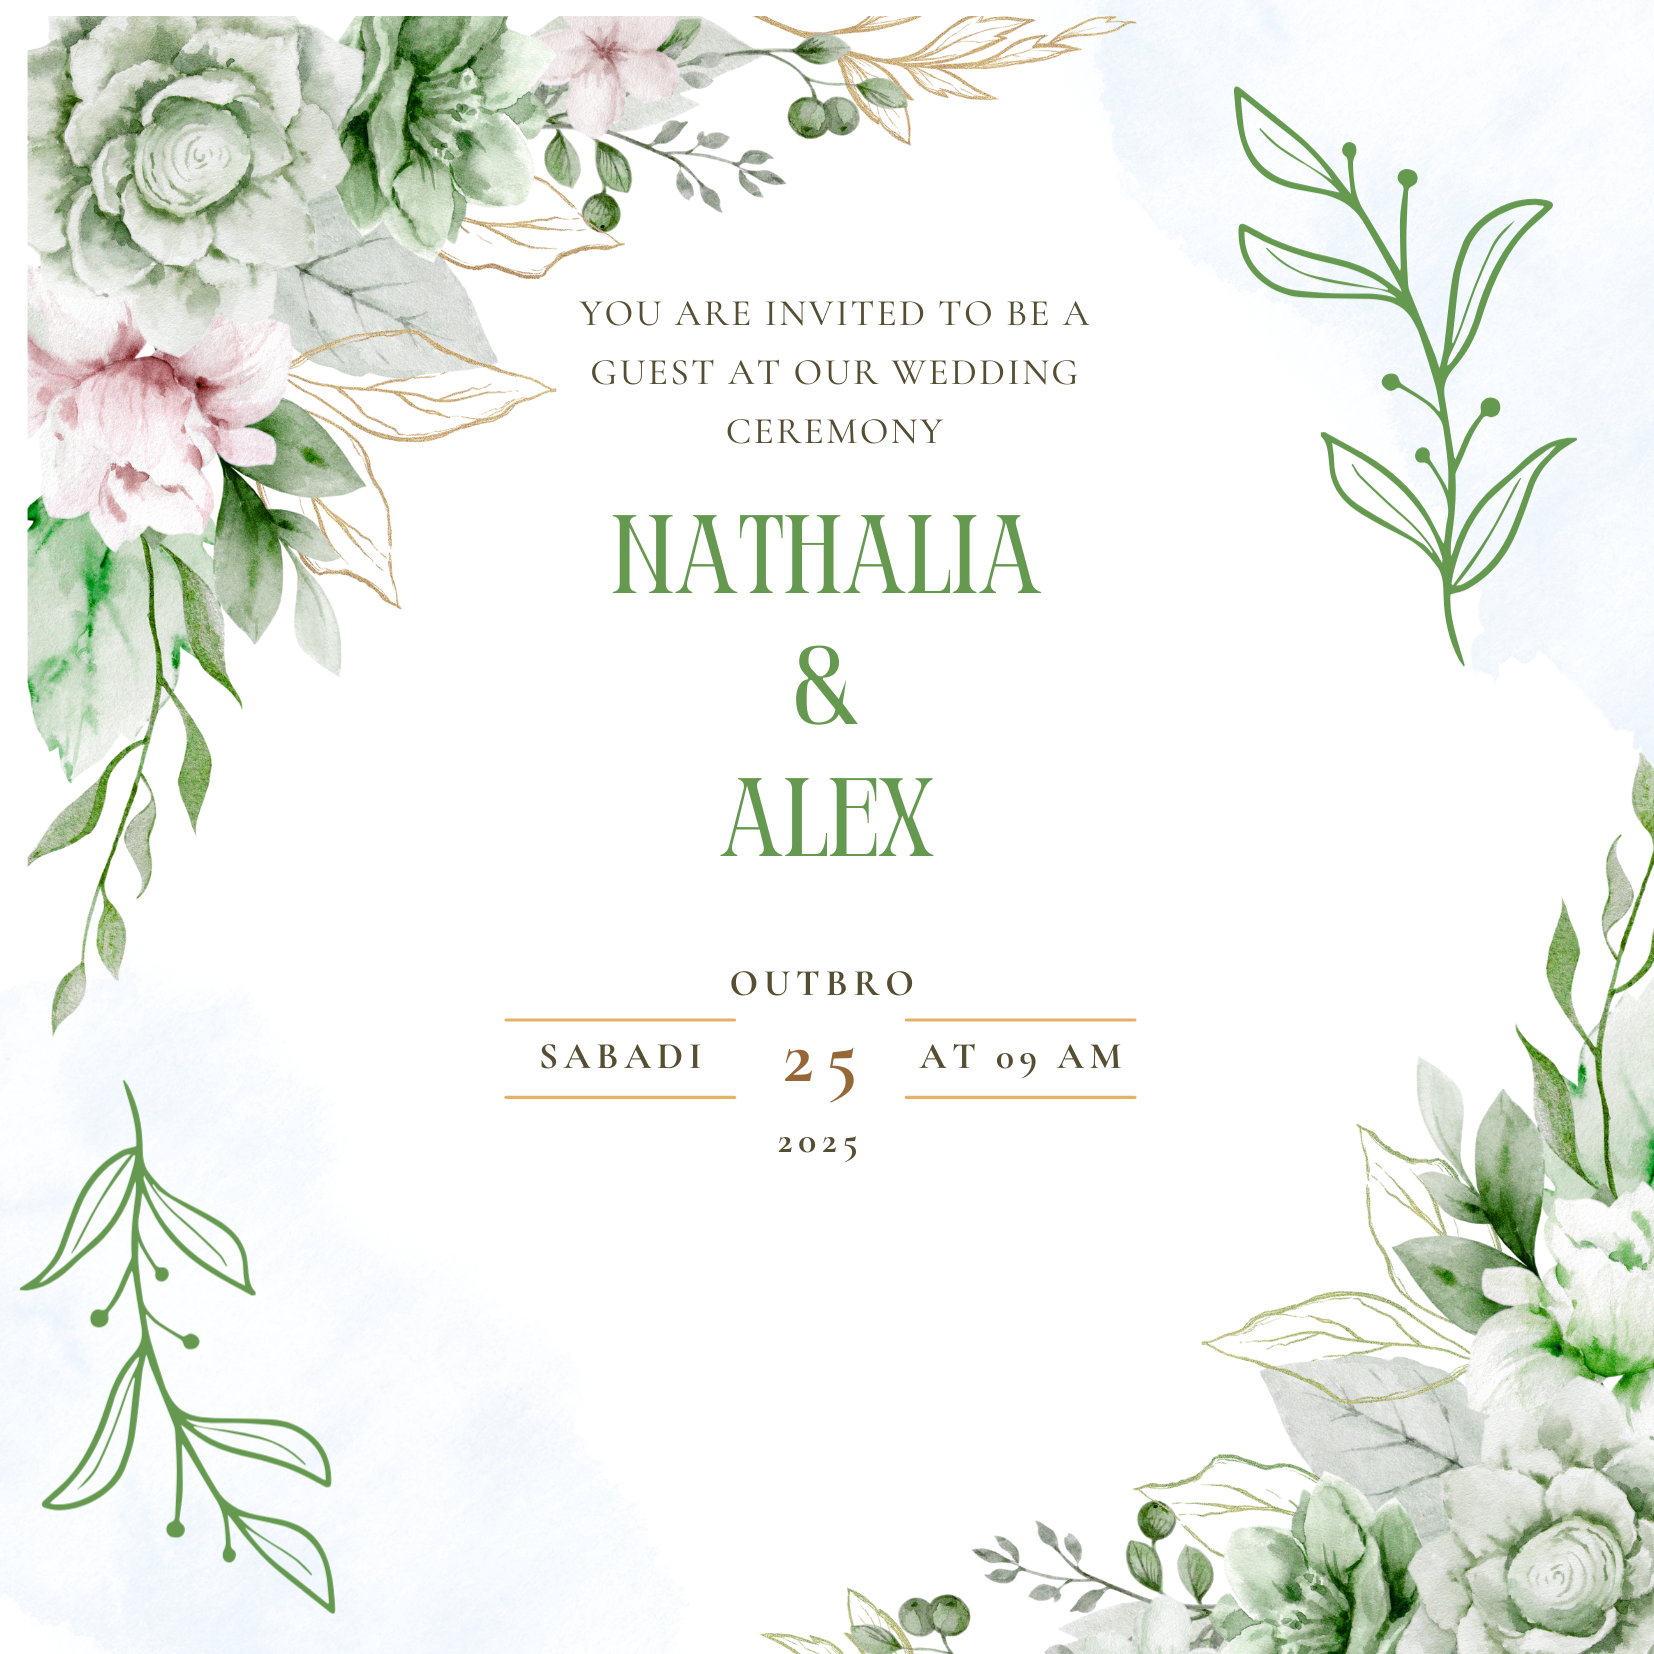 YOU ARE INVITED TO BE A
GUEST AT OUR WEDDING
CEREMONY
NATHALIA
&
ALEX
OUTBRO
SABADI
25
AT 09 AM
2025